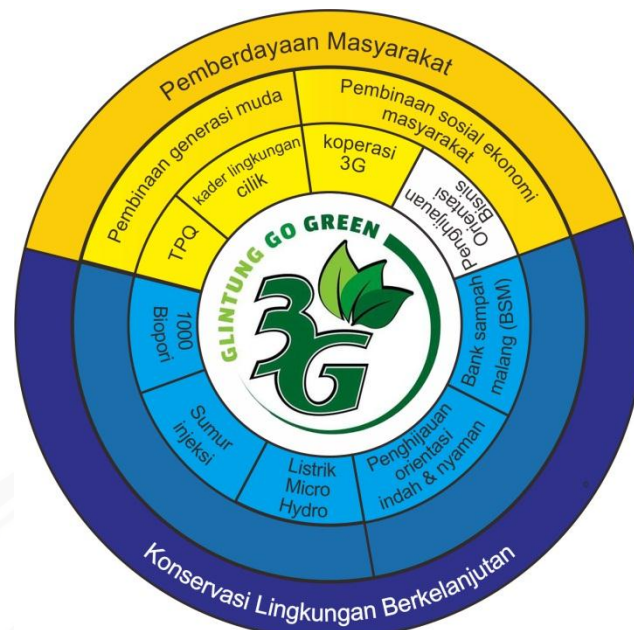 Pemberdayaan Masyarakat
Pembinaan generasi muda
Pembinaan sosial ekonomi
masyarakat
TPQ
kader lingkungan
cilik
koperasi
3G
Penghijauan
Orientasi
Bisnis
GLINTUNG GO GREEN
3G
1000
Biopori
Sumur
injeksi
Listrik
Micro
Hydro
Penghijauan
orientasi
indah & nyaman
Bank sampah
malang (BSM)
Konservasi Lingkungan Berkelanjutan